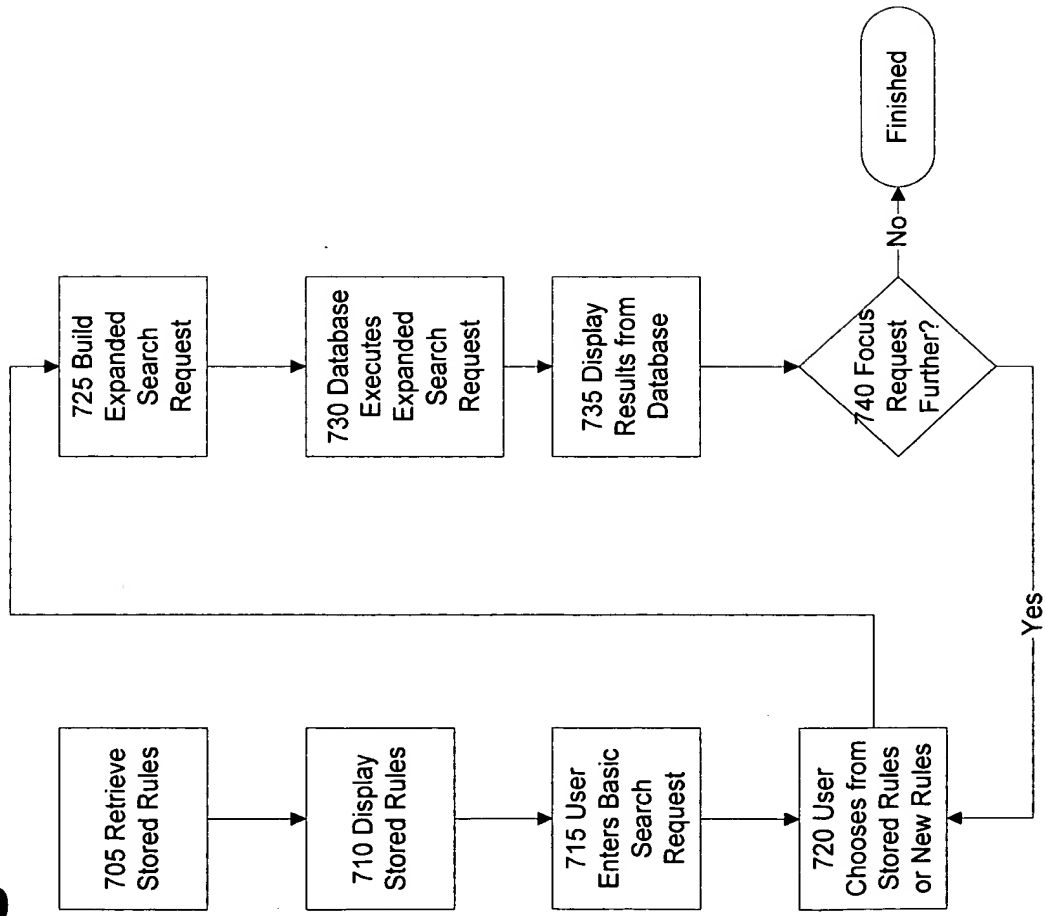 705 Retrieve
Stored Rules
710 Display
Stored Rules
715 User
Enters Basic
Search
Request
720 User
Chooses from
Stored Rules
or New Rules
725 Build
Expanded
Search
Request
730 Database
Executes
Expanded
Search
Request
735 Display
Results from
Database
740 Focus
Request
Further?
No
Finished
Yes